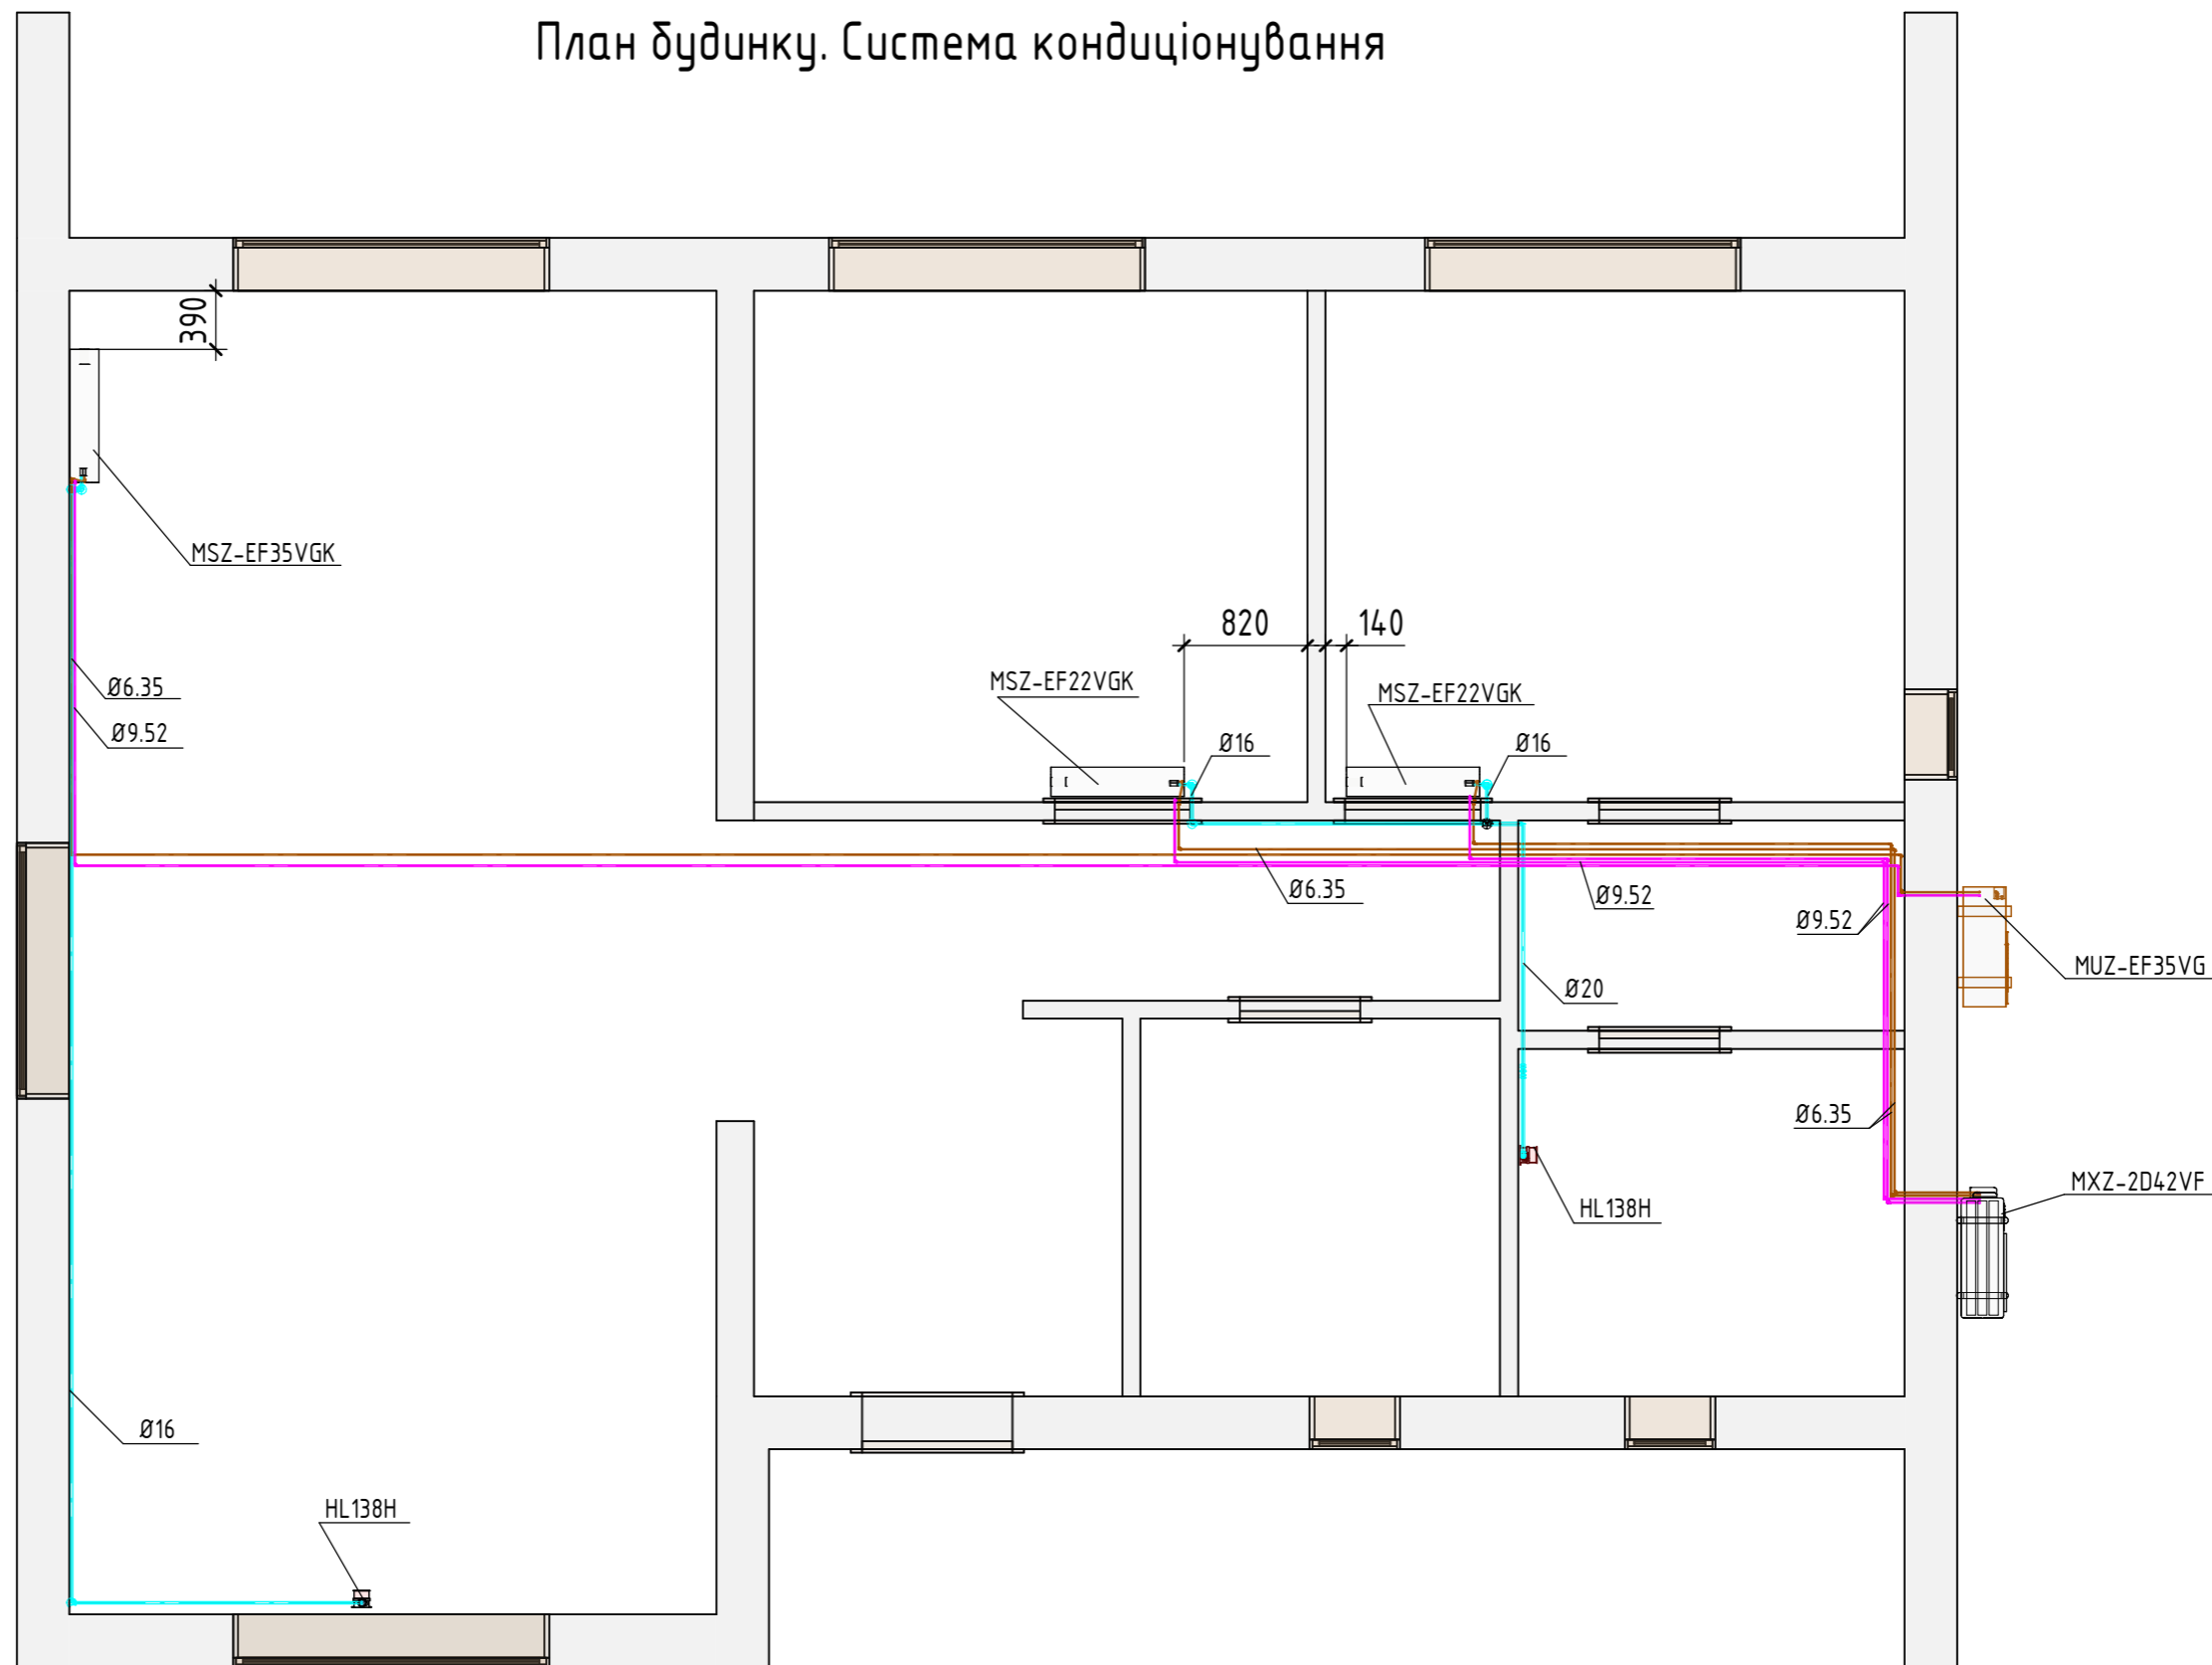 План будинку. Система кондиціонування
390
MSZ-EF35VGK
820
140
MSZ-EF22VGK
MSZ-EF22VGK
Ø6.35
Ø9.52
Ø16
Ø16
Ø6.35
Ø9.52
Ø9.52
MUZ-EF35VG
Ø20
Ø6.35
MXZ-2D42VF
HL138H
Ø16
HL138H